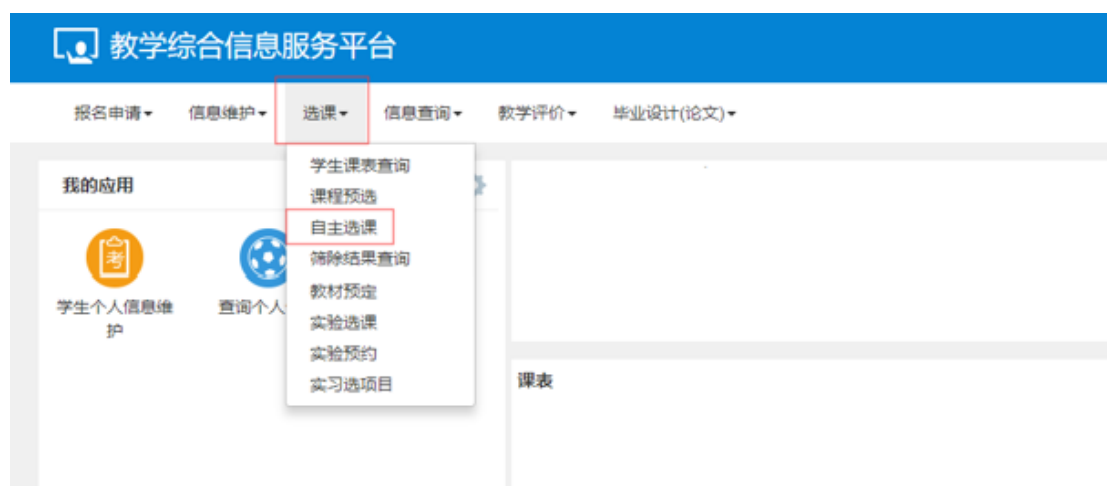 教学综合信息服务平台
报名申请 信息维护 选课 信息查询 教学评价 毕业设计(论文)
学生课表查询
我的应用
课程预选
自主选课
筛除结果查询
教材预定
学生个人信息维
护
查询个人
实验选课
实验预约
实习选项目
课表